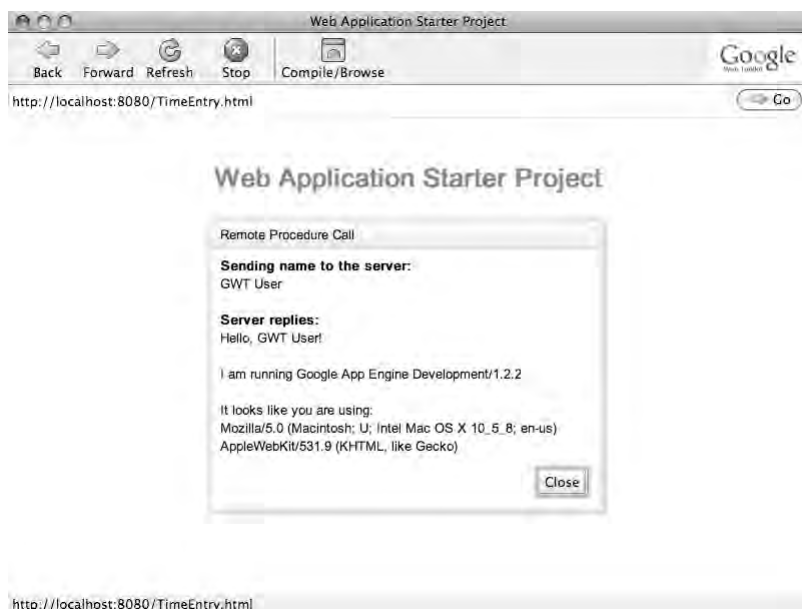 Web Application Starter Project
Back Forward Refresh Stop Compile/Browse
Google
Web Toolkit
http://localhost:8080/TimeEntry.html
Go
Web Application Starter Project
Remote Procedure Call
Sending name to the server:
GWT User
Server replies:
Hello, GWT User!
I am running Google App Engine Development/1.2.2
It looks like you are using:
Mozilla/5.0 (Macintosh; U; Intel Mac OS X 10_5_8; en-us)
AppleWebKit/531.9 (KHTML, like Gecko)
Close
http://localhost:8080/TimeEntry.html